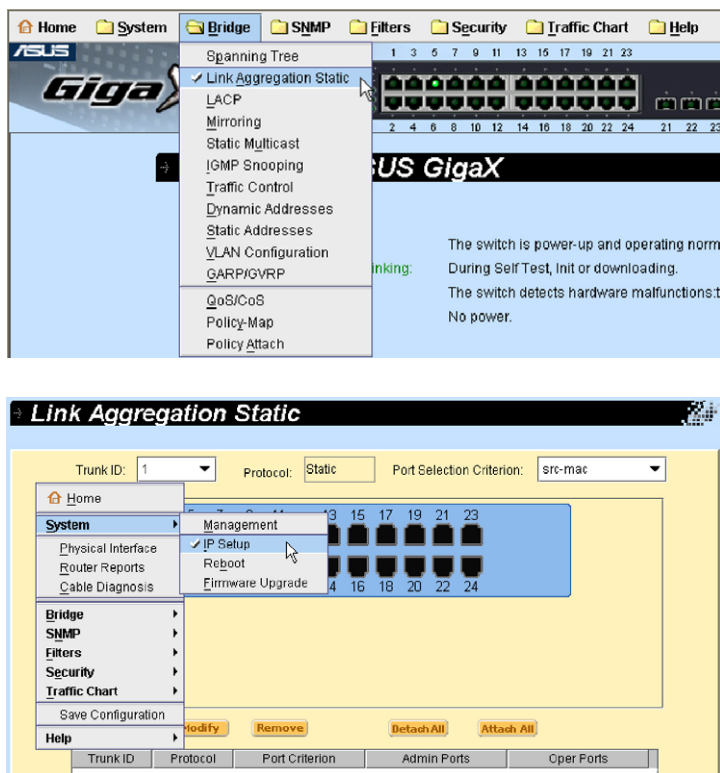 Home System Bridge SNMP Filters Security Traffic Chart Help
ASUS
Giga
1 3 5 7 9 11 13 15 17 19 21 23
2 4 6 8 10 12 14 16 18 20 22 24 21 22 23
Spanning Tree
Link Aggregation Static
LACP
Mirroring
Static Multicast
IGMP Snooping
Traffic Control
Dynamic Addresses
Static Addresses
VLAN Configuration
GARP/GVRP
QoS/CoS
Policy-Map
Policy Attach
SUS GigaX
The switch is power-up and operating norm
inking: During Self Test, Init or downloading.
The switch detects hardware malfunctions:t
No power.
Link Aggregation Static
Trunk ID: 1 Protocol: Static Port Selection Criterion: src-mac
Home
System
Physical Interface
Router Reports
Cable Diagnosis
Bridge
SNMP
Filters
Security
Traffic Chart
Save Configuration
Help
Management
IP Setup
Reboot
Firmware Upgrade
13 15 17 19 21 23
4 16 18 20 22 24
Modify Remove Detach All Attach All
Trunk ID Protocol Port Criterion Admin Ports Oper Ports